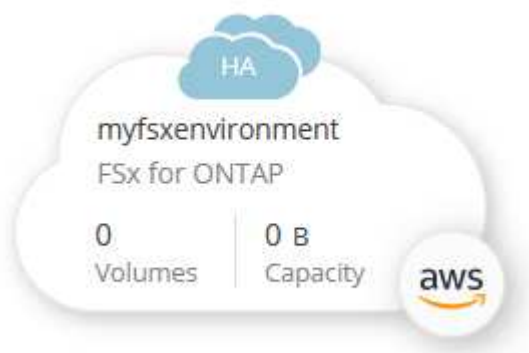 HA
myfsxenvironment
FSx for ONTAP
0 0 B
Volumes Capacity
aws